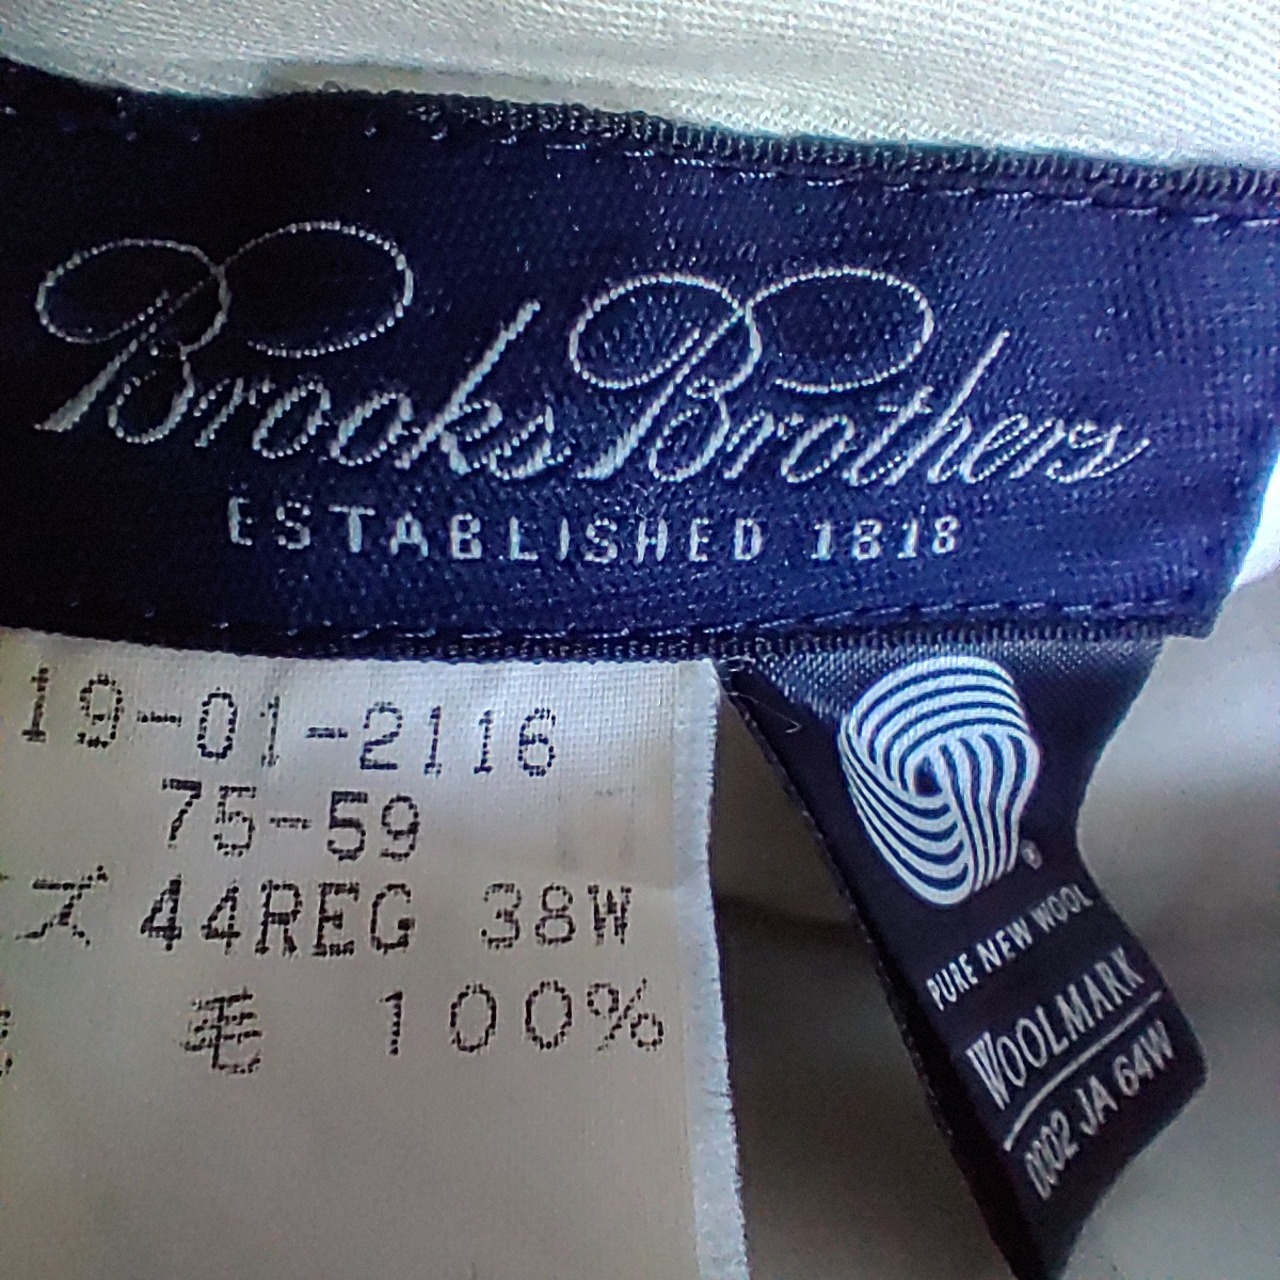 Brooks Brothers
ESTABLISHED 1818
19-01-2116
75-59
ズ 44REG 38W
毛 100%
®
PURE NEW WOOL
WOOLMARK
0002 JA 64W